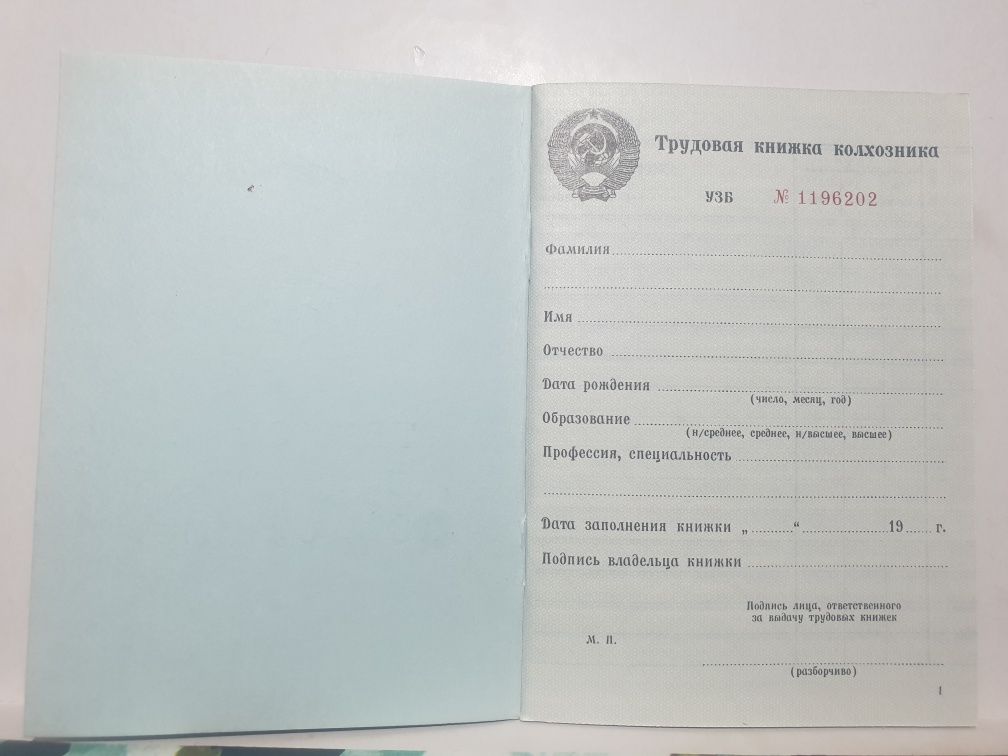 Трудовая книжка колхозника
УЗБ № 1196202
Фамилия
Имя
Отчество
Дата рождения
(число, месяц, год)
Образование
(н/среднее, среднее, н/высшее, высшее)
Профессия, специальность
Дата заполнения книжки „ “ 19 г.
Подпись владельца книжки
Подпись лица, ответственного
за выдачу трудовых книжек
М. П.
(разборчиво)
1